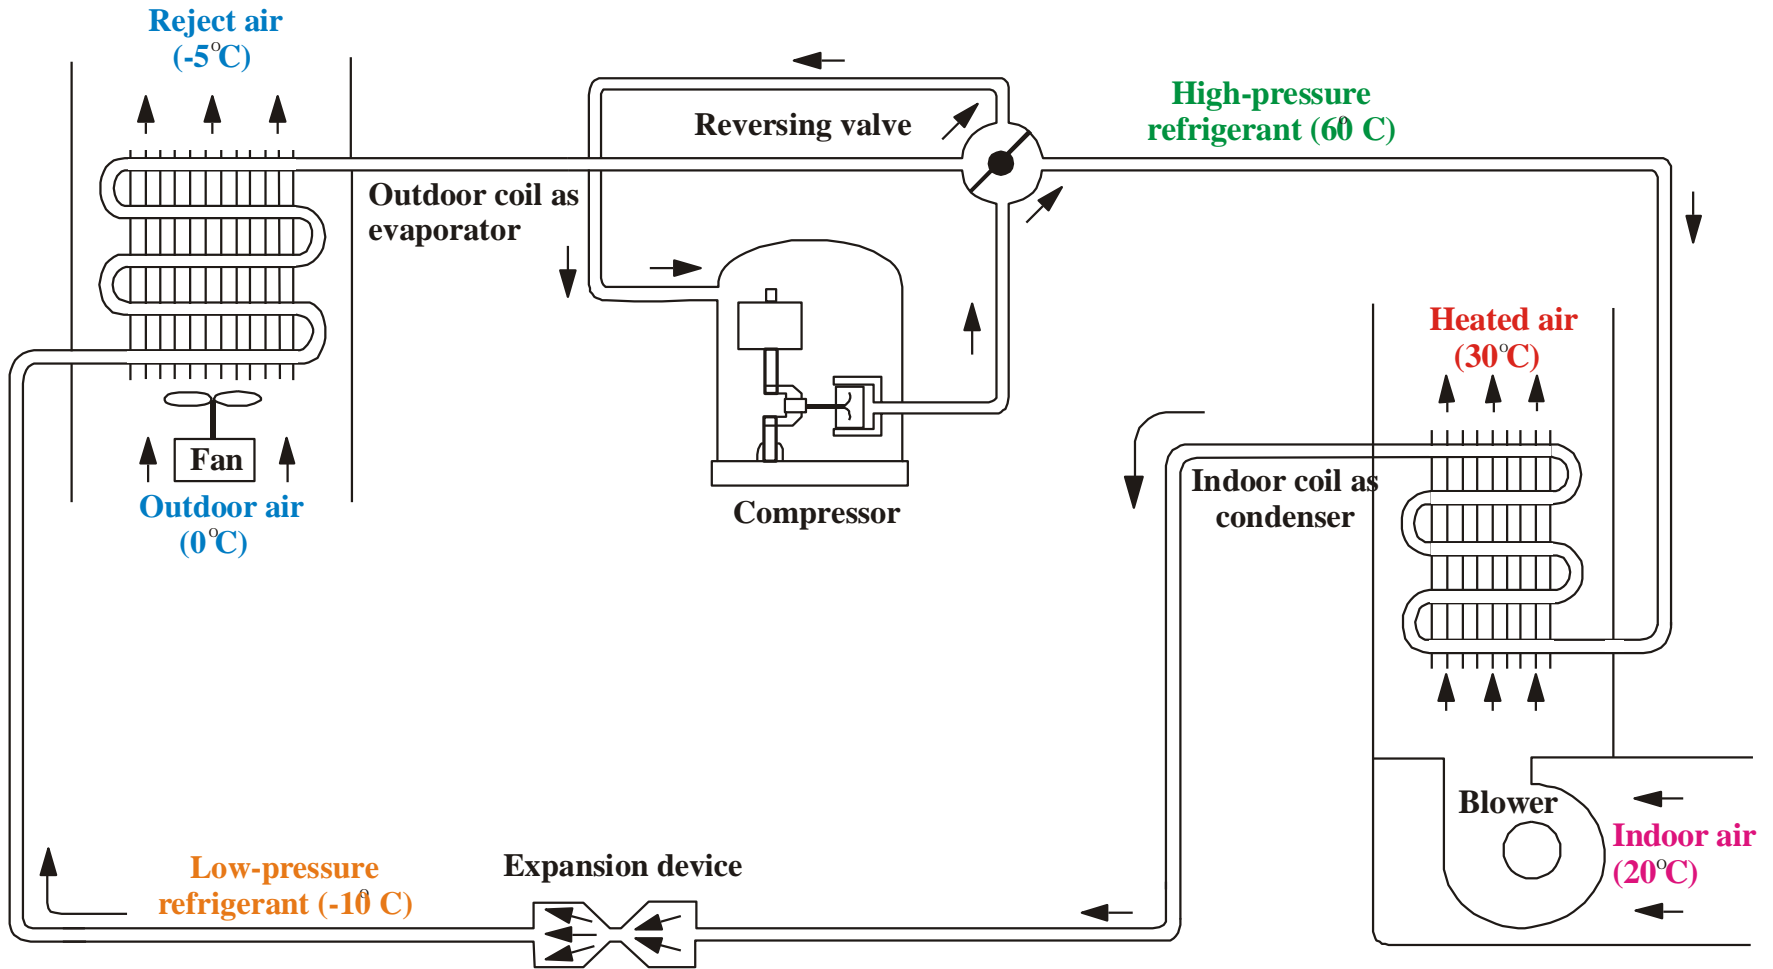 Reject air
(-5°C)
Reversing valve
High-pressure
refrigerant (60° C)
Outdoor coil as
evaporator
Heated air
(30°C)
Fan
Outdoor air
(0°C)
Compressor
Indoor coil as
condenser
Blower
Indoor air
(20°C)
Expansion device
Low-pressure
refrigerant (-10° C)